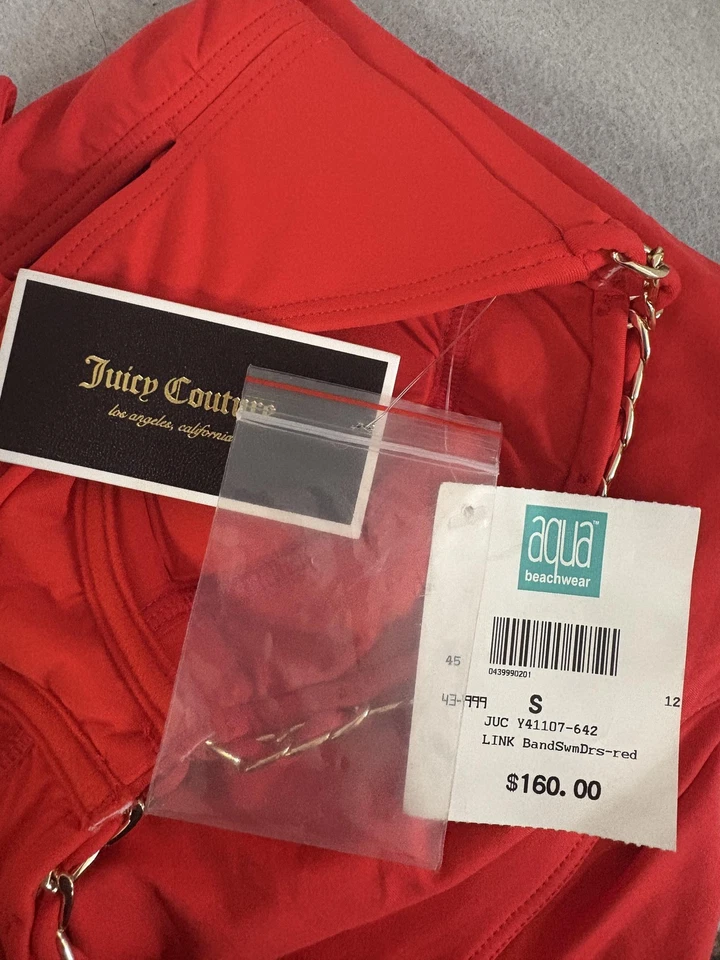 Juicy Couture
los angeles, california
aqua™
beachwear
0439990201
45
43-999
S
12
JUC Y41107-642
LINK BandSwmDrs-red
$160.00